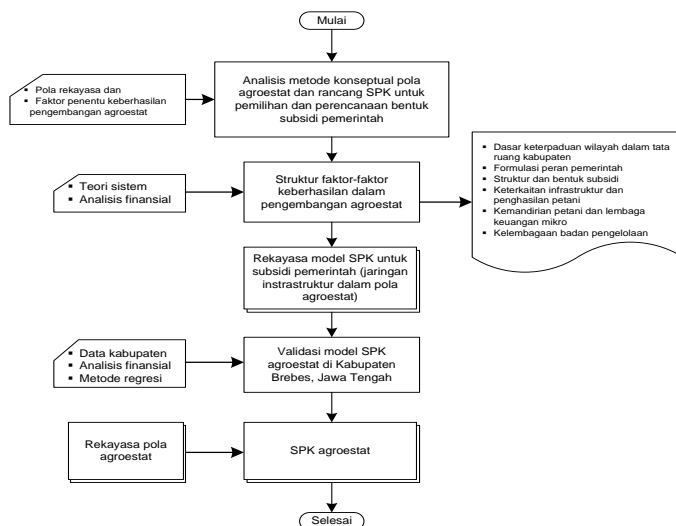 Mulai
Pola rekayasa dan
Faktor penentu keberhasilan
pengembangan agroestat
Analisis metode konseptual pola
agroestat dan rancang SPK untuk
pemilihan dan perencanaan bentuk
subsidi pemerintah
Teori sistem
Analisis finansial
Struktur faktor-faktor
keberhasilan dalam
pengembangan agroestat
Dasar keterpaduan wilayah dalam tata
ruang kabupaten
Formulasi peran pemerintah
Struktur dan bentuk subsidi
Keterkaitan infrastruktur dan
penghasilan petani
Kemandirian petani dan lembaga
keuangan mikro
Kelembagaan badan pengelolaan
Rekayasa model SPK untuk
subsidi pemerintah (jaringan
instrastruktur dalam pola
agroestat)
Data kabupaten
Analisis finansial
Metode regresi
Validasi model SPK
agroestat di Kabupaten
Brebes, Jawa Tengah
Rekayasa pola
agroestat
SPK agroestat
Selesai